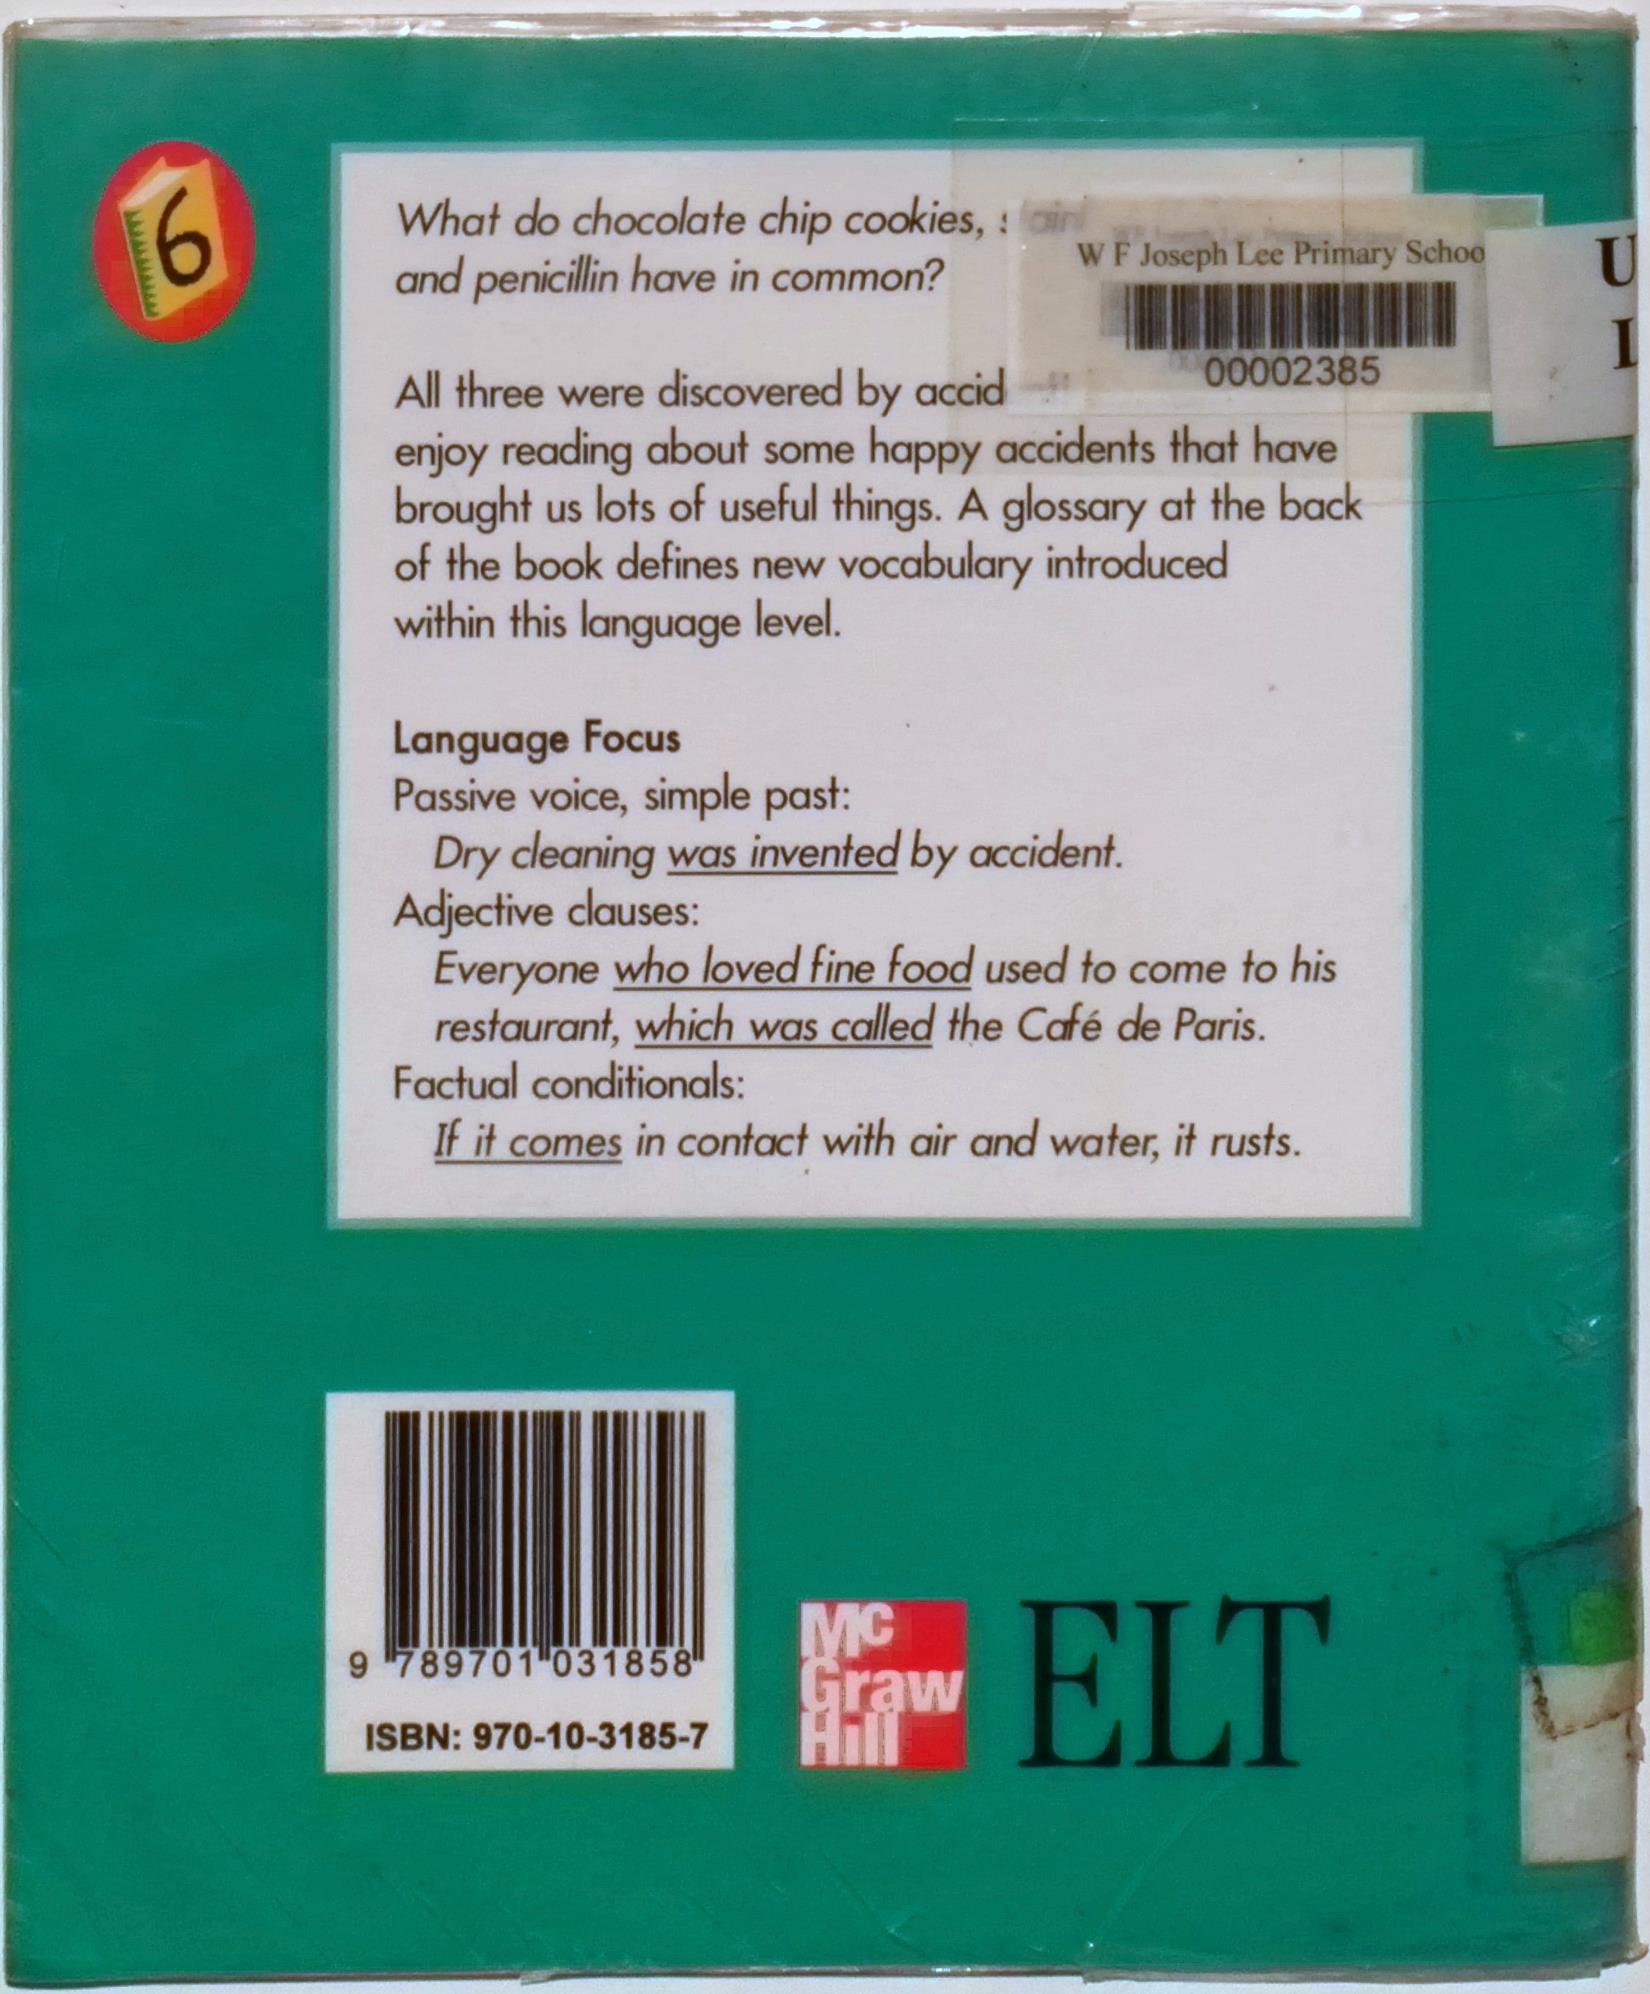 6
What do chocolate chip cookies,
and penicillin have in common?
W F Joseph Lee Primary Schoo
00002385
U
L
All three were discovered by accid
enjoy reading about some happy accidents that have
brought us lots of useful things. A glossary at the back
of the book defines new vocabulary introduced
within this language level.
Language Focus
Passive voice, simple past:
Dry cleaning was invented by accident.
Adjective clauses:
Everyone who loved fine food used to come to his
restaurant, which was called the Café de Paris.
Factual conditionals:
If it comes in contact with air and water, it rusts.
9 789701 031858
ISBN: 970-10-3185-7
Mc
Graw
Hill
ELT